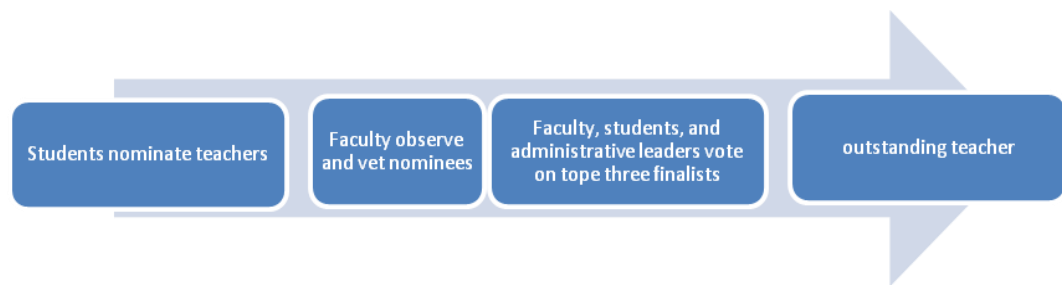 Students nominate teachers
Faculty observe
and vet nominees
Faculty, students, and
administrative leaders vote
on tope three finalists
outstanding teacher